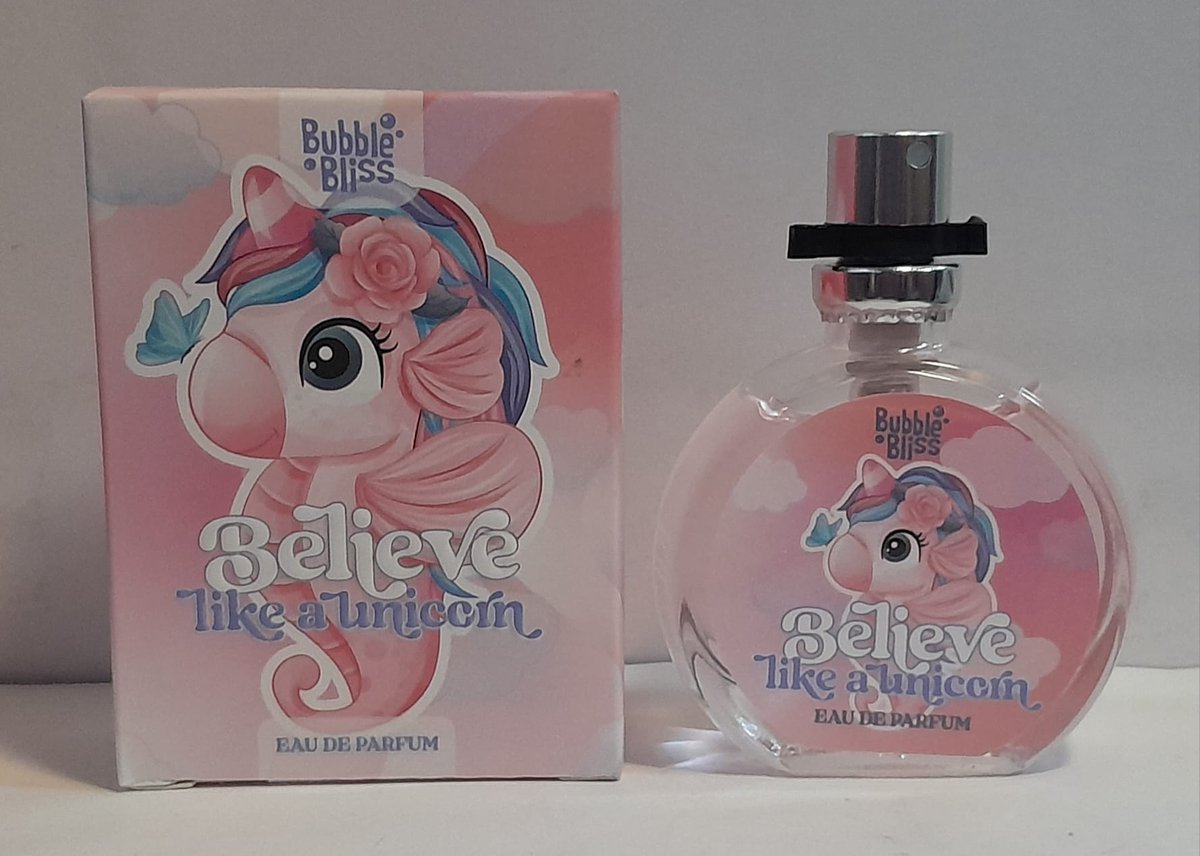 Bubble
Bliss
Believe
like a unicorn
EAU DE PARFUM
Bubble
Bliss
Believe
like a unicorn
EAU DE PARFUM